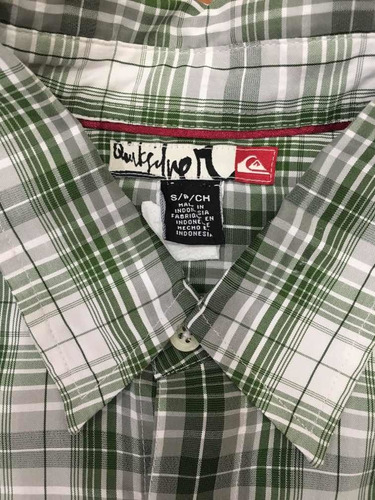 Quiksilver
S/P/CH
MADE IN
INDONESIA
FABRIQUE EN
INDONESIE
HECHO EN
INDONESIA